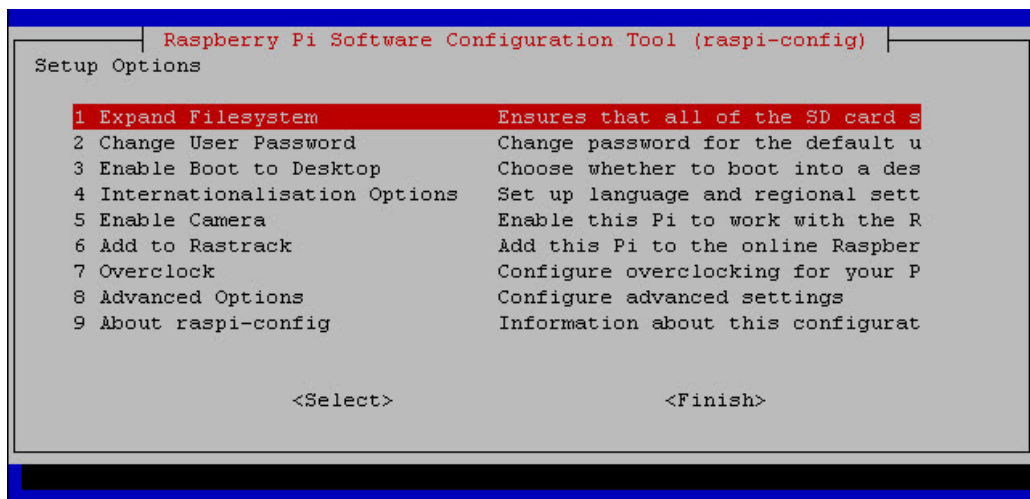 Raspberry Pi Software Configuration Tool (raspi-config)
Setup Options
1 Expand Filesystem Ensures that all of the SD card s
2 Change User Password Change password for the default u
3 Enable Boot to Desktop Choose whether to boot into a des
4 Internationalisation Options Set up language and regional sett
5 Enable Camera Enable this Pi to work with the R
6 Add to Rastrack Add this Pi to the online Raspber
7 Overclock Configure overclocking for your P
8 Advanced Options Configure advanced settings
9 About raspi-config Information about this configurat
<Select> <Finish>